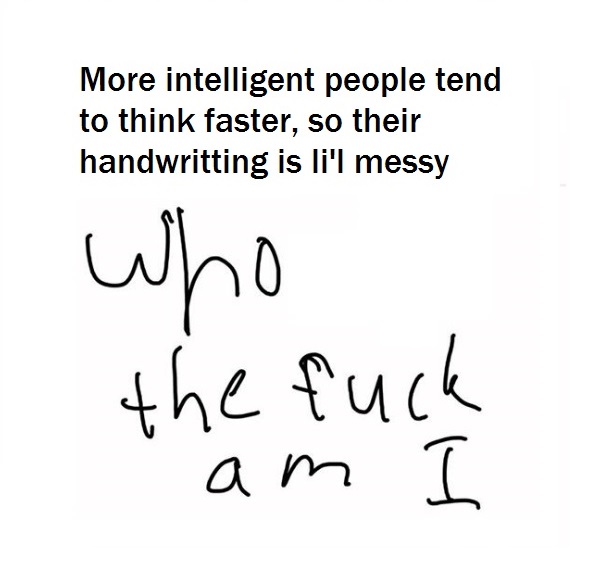 More intelligent people tend
to think faster, so their
handwritting is li'l messy
who
the fuck
am I